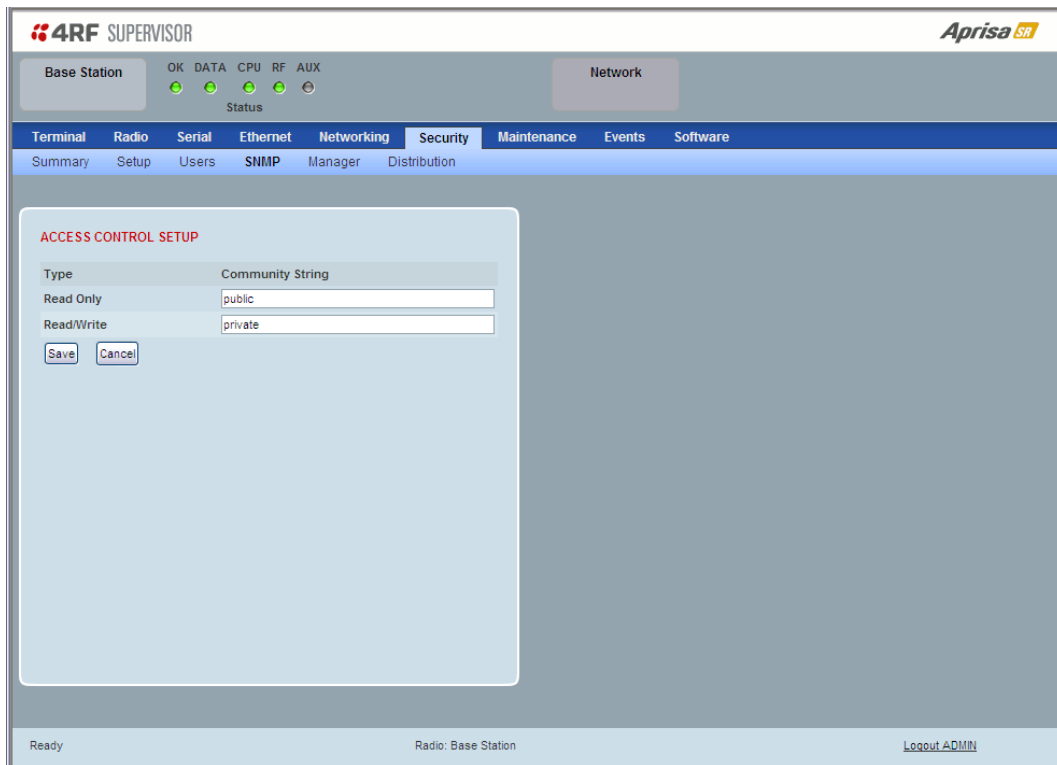 4RF SUPERVISOR
Aprisa SR
Base Station
OK DATA CPU RF AUX
Status
Network
Terminal Radio Serial Ethernet Networking Security Maintenance Events Software
Summary Setup Users SNMP Manager Distribution
ACCESS CONTROL SETUP
Type Community String
Read Only public
Read/Write private
Save Cancel
Ready Radio: Base Station Logout ADMIN